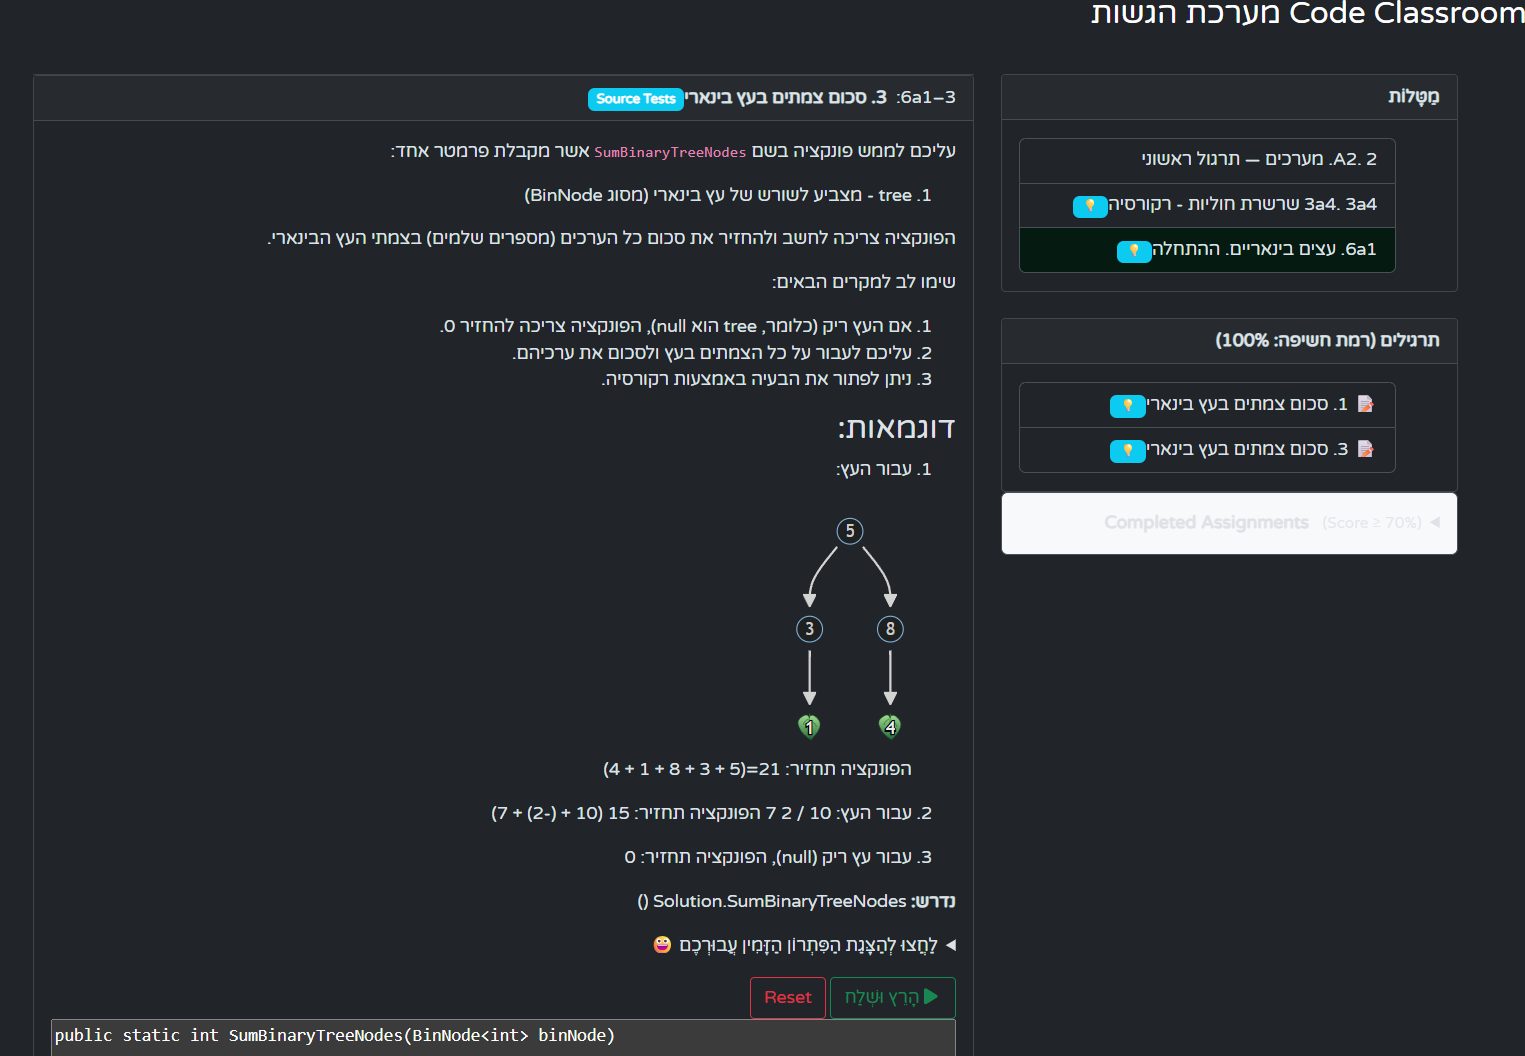 Code Classroom מערכת הגשות
מַטָּלוֹת
A2. 2. מערכים — תרגול ראשוני
3a4. 3a4 שרשרת חוליות - רקורסיה
6a1. עצים בינאריים. ההתחלה
תרגילים (רמת חשיפה: 100%)
1. סכום צמתים בעץ בינארי
3. סכום צמתים בעץ בינארי
Completed Assignments (Score ≥ 70%)
6a1-3: 3. סכום צמתים בעץ בינארי Source Tests
עליכם לממש פונקציה בשם SumBinaryTreeNodes אשר מקבלת פרמטר אחד:
1. tree - מצביע לשורש של עץ בינארי (מסוג BinNode)
הפונקציה צריכה לחשב ולהחזיר את סכום כל הערכים (מספרים שלמים) בצמתי העץ הבינארי.
שימו לב למקרים הבאים:
1. אם העץ ריק (כלומר, tree הוא null), הפונקציה צריכה להחזיר 0.
2. עליכם לעבור על כל הצמתים בעץ ולסכום את ערכיהם.
3. ניתן לפתור את הבעיה באמצעות רקורסיה.
דוגמאות:
1. עבור העץ:
5
3 8
1 4
הפונקציה תחזיר: 21=(5 + 3 + 8 + 1 + 4)
2. עבור העץ: 10 / 2 7 הפונקציה תחזיר: 15 (10 + (-2) + 7)
3. עבור עץ ריק (null), הפונקציה תחזיר: 0
נדרש: Solution.SumBinaryTreeNodes ()
לַחֲצוּ לְהַצָּגַת הַפִּתְרוֹן הַזָּמִין עֲבוּרְכֶם
הָרֵץ וּשְׁלַח Reset
public static int SumBinaryTreeNodes(BinNode<int> binNode)